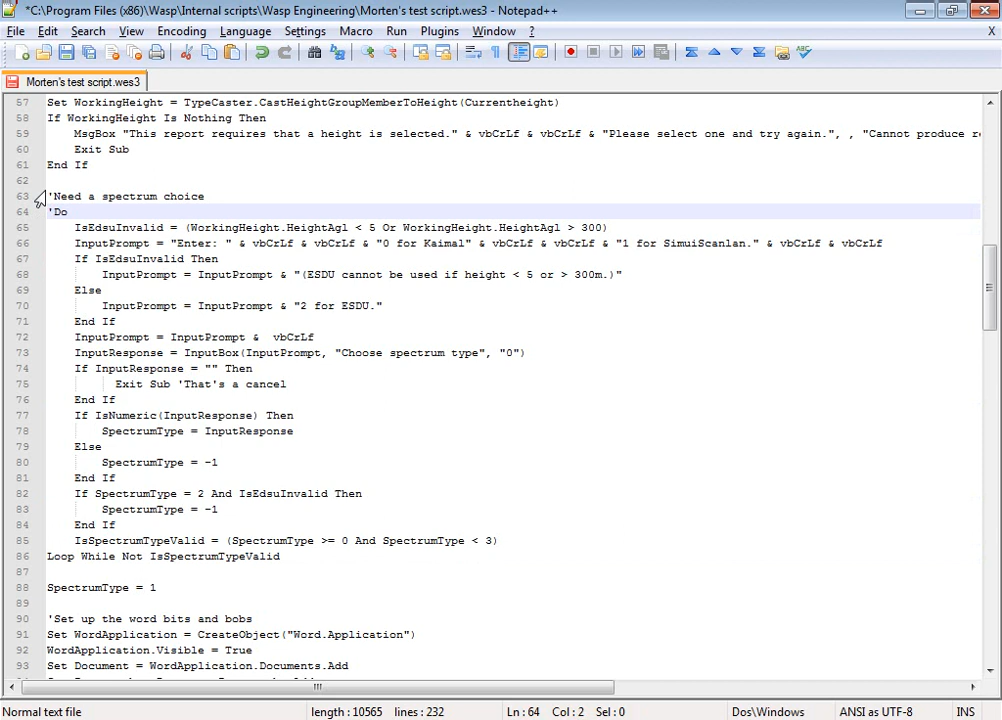 *C:\Program Files (x86)\Wasp\Internal scripts\Wasp Engineering\Morten's test script.wes3 - Notepad++
File Edit Search View Encoding Language Settings Macro Run Plugins Window ? X
Morten's test script.wes3
57 Set WorkingHeight = TypeCaster.CastHeightGroupMemberToHeight(Currentheight)
58 If WorkingHeight Is Nothing Then
59 MsgBox "This report requires that a height is selected." & vbCrLf & vbCrLf & "Please select one and try again.", , "Cannot produce re
60 Exit Sub
61 End If
62
63 'Need a spectrum choice
64 'Do
65 IsEdsuInvalid = (WorkingHeight.HeightAgl < 5 Or WorkingHeight.HeightAgl > 300)
66 InputPrompt = "Enter: " & vbCrLf & vbCrLf & "0 for Kaimal" & vbCrLf & vbCrLf & "1 for SimuiScanlan." & vbCrLf & vbCrLf
67 If IsEdsuInvalid Then
68 InputPrompt = InputPrompt & "(ESDU cannot be used if height < 5 or > 300m.)"
69 Else
70 InputPrompt = InputPrompt & "2 for ESDU."
71 End If
72 InputPrompt = InputPrompt & vbCrLf
73 InputResponse = InputBox(InputPrompt, "Choose spectrum type", "0")
74 If InputResponse = "" Then
75 Exit Sub 'That's a cancel
76 End If
77 If IsNumeric(InputResponse) Then
78 SpectrumType = InputResponse
79 Else
80 SpectrumType = -1
81 End If
82 If SpectrumType = 2 And IsEdsuInvalid Then
83 SpectrumType = -1
84 End If
85 IsSpectrumTypeValid = (SpectrumType >= 0 And SpectrumType < 3)
86 Loop While Not IsSpectrumTypeValid
87
88 SpectrumType = 1
89
90 'Set up the word bits and bobs
91 Set WordApplication = CreateObject("Word.Application")
92 WordApplication.Visible = True
93 Set Document = WordApplication.Documents.Add
Normal text file length : 10565 lines : 232 Ln : 64 Col : 2 Sel : 0 Dos\Windows ANSI as UTF-8 INS